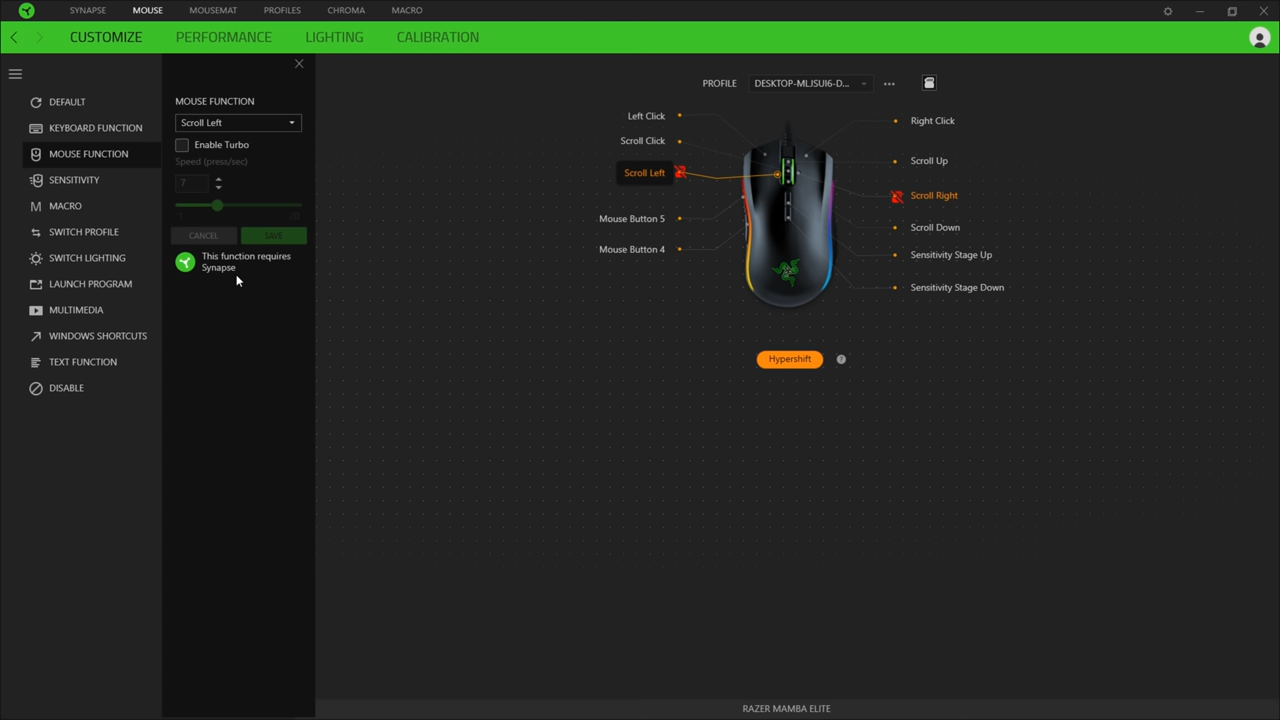 SYNAPSE MOUSE MOUSEMAT PROFILES CHROMA MACRO
CUSTOMIZE PERFORMANCE LIGHTING CALIBRATION
DEFAULT
KEYBOARD FUNCTION
MOUSE FUNCTION
SENSITIVITY
MACRO
SWITCH PROFILE
SWITCH LIGHTING
LAUNCH PROGRAM
MULTIMEDIA
WINDOWS SHORTCUTS
TEXT FUNCTION
DISABLE
MOUSE FUNCTION
Scroll Left
Enable Turbo
Speed (press/sec)
7
CANCEL SAVE
This function requires
Synapse
PROFILE DESKTOP-MLJSUI6-D...
Left Click
Scroll Click
Scroll Left
Mouse Button 5
Mouse Button 4
Right Click
Scroll Up
Scroll Right
Scroll Down
Sensitivity Stage Up
Sensitivity Stage Down
Hypershift ?
RAZER MAMBA ELITE